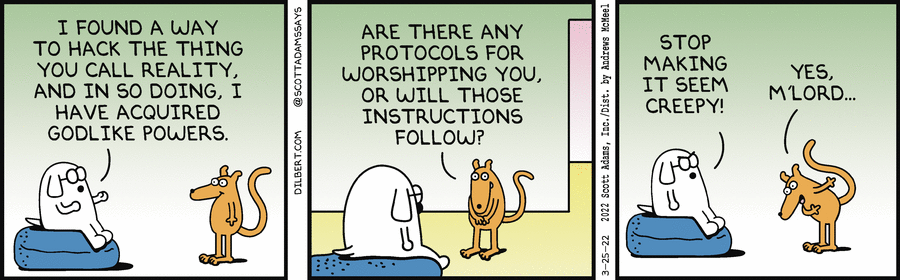 I FOUND A WAY
TO HACK THE THING
YOU CALL REALITY,
AND IN SO DOING, I
HAVE ACQUIRED
GODLIKE POWERS.
DILBERT.COM @SCOTTADAMSSAYS
ARE THERE ANY
PROTOCOLS FOR
WORSHIPPING YOU,
OR WILL THOSE
INSTRUCTIONS
FOLLOW?
3-25-22 2022 Scott Adams, Inc./Dist. by Andrews McMeel
STOP
MAKING
IT SEEM
CREEPY!
YES,
M'LORD...